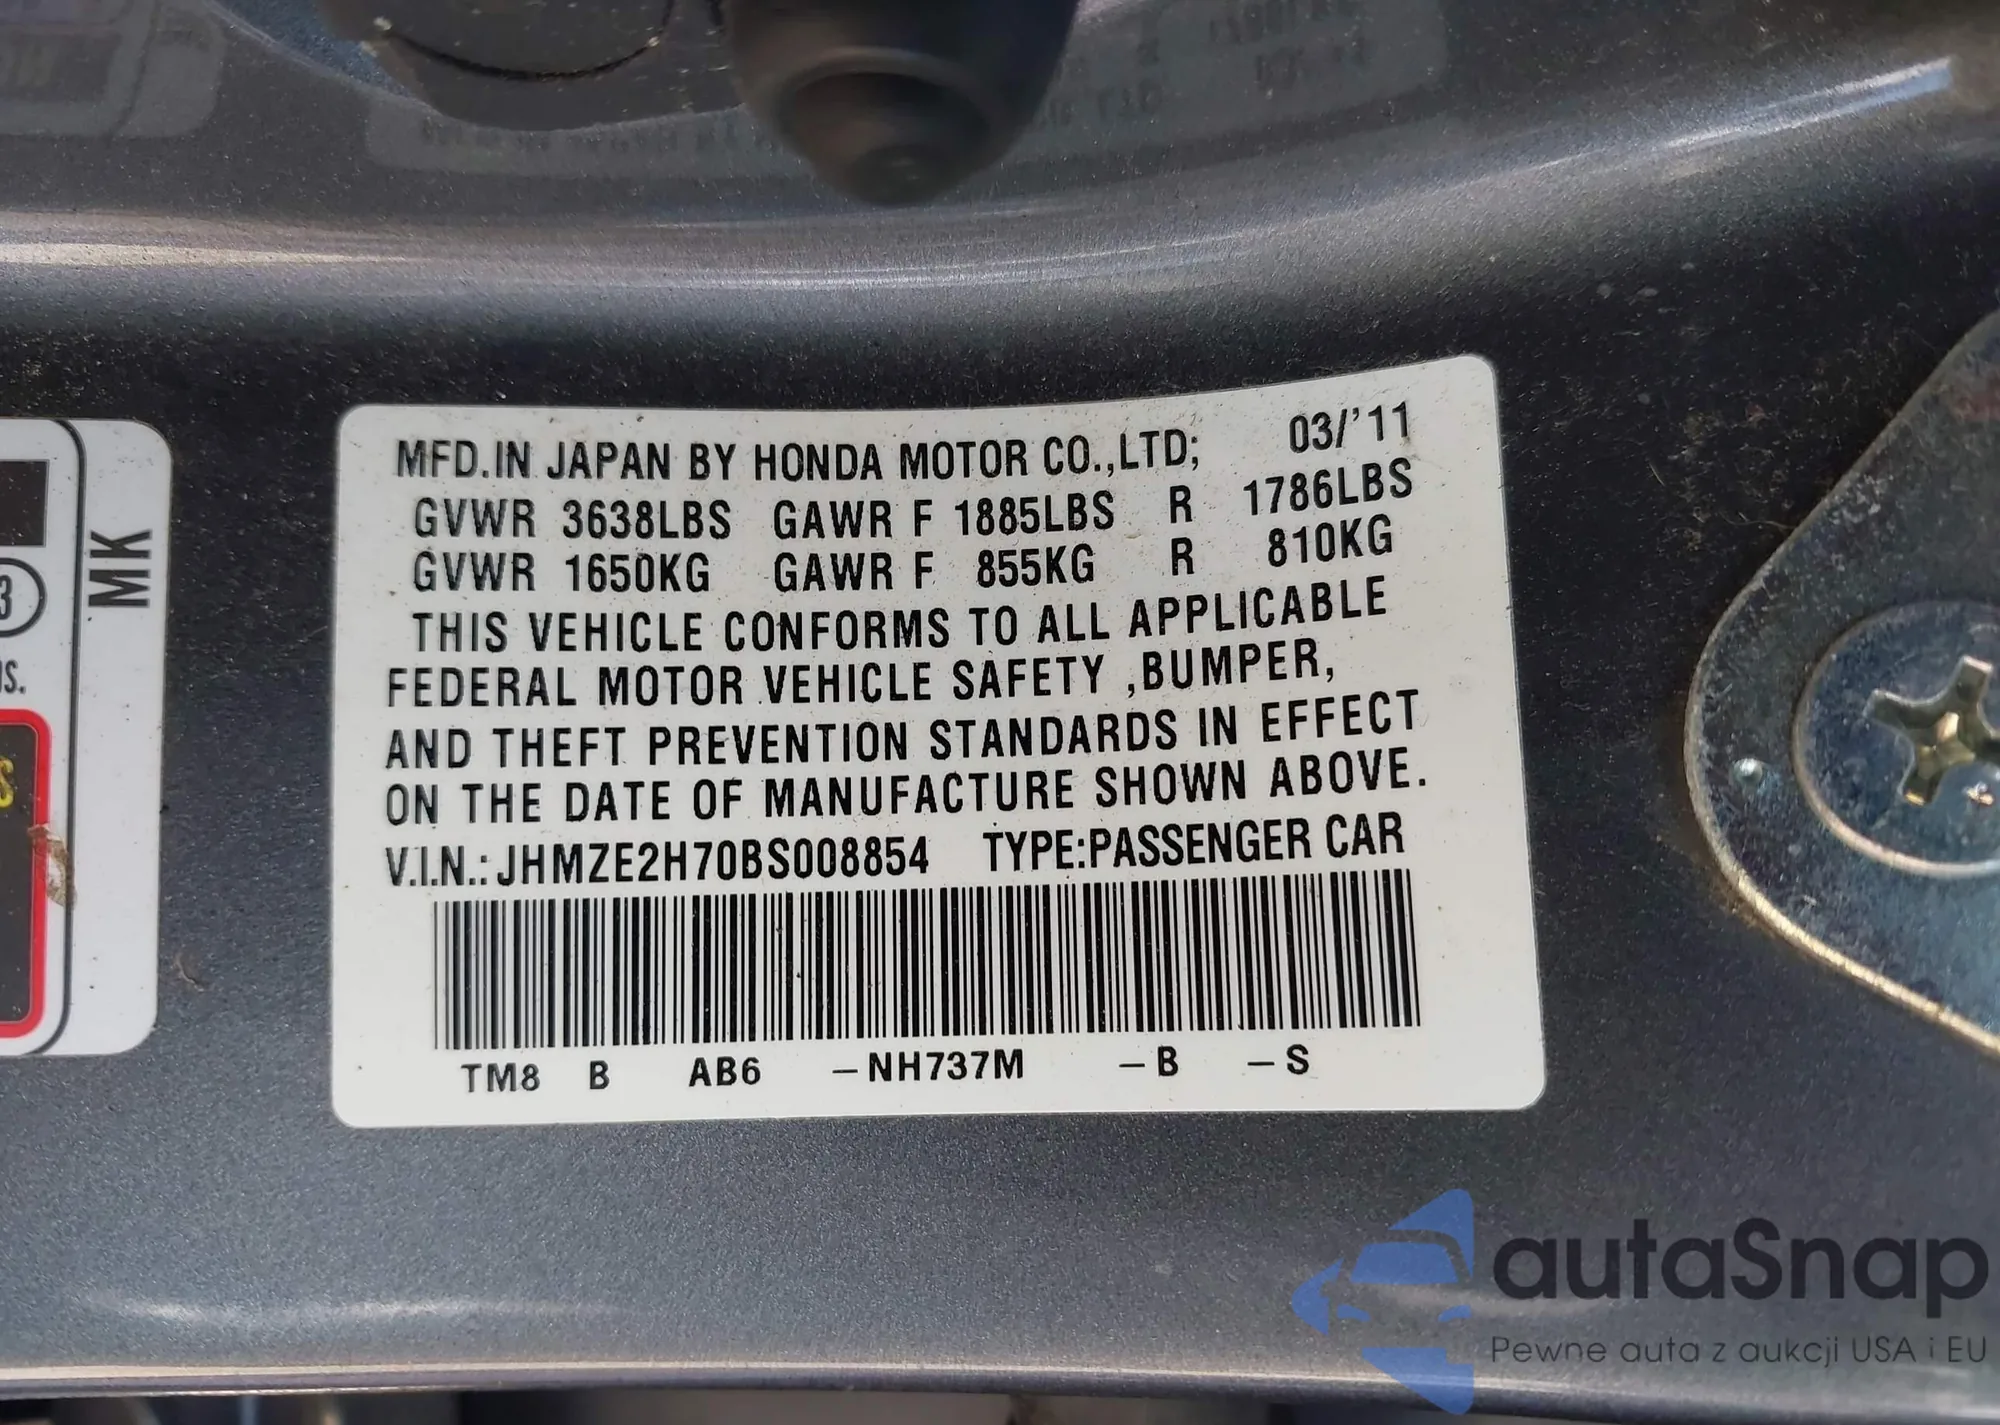 MFD.IN JAPAN BY HONDA MOTOR CO.,LTD; 03/'11
GVWR 3638LBS GAWR F 1885LBS R 1786LBS
GVWR 1650KG GAWR F 855KG R 810KG
THIS VEHICLE CONFORMS TO ALL APPLICABLE
FEDERAL MOTOR VEHICLE SAFETY ,BUMPER,
AND THEFT PREVENTION STANDARDS IN EFFECT
ON THE DATE OF MANUFACTURE SHOWN ABOVE.
V.I.N.: JHMZE2H70BS008854 TYPE:PASSENGER CAR
TM8 B AB6 –NH737M –B –S
MK
3
autaSnap
Pewne auta z aukcji USA i EU